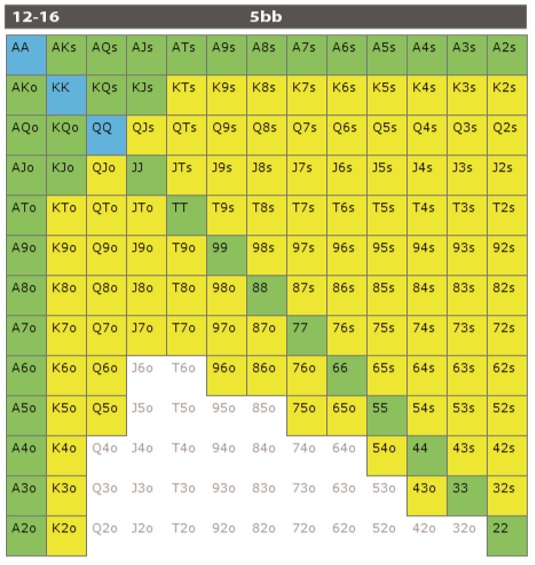 12-16 5bb
AA AKs AQs AJs ATs A9s A8s A7s A6s A5s A4s A3s A2s
AKo KK KQs KJs KTs K9s K8s K7s K6s K5s K4s K3s K2s
AQo KQo QQ QJs QTs Q9s Q8s Q7s Q6s Q5s Q4s Q3s Q2s
AJo KJo QJo JJ JTs J9s J8s J7s J6s J5s J4s J3s J2s
ATo KTo QTo JTo TT T9s T8s T7s T6s T5s T4s T3s T2s
A9o K9o Q9o J9o T9o 99 98s 97s 96s 95s 94s 93s 92s
A8o K8o Q8o J8o T8o 98o 88 87s 86s 85s 84s 83s 82s
A7o K7o Q7o J7o T7o 97o 87o 77 76s 75s 74s 73s 72s
A6o K6o Q6o J6o T6o 96o 86o 76o 66 65s 64s 63s 62s
A5o K5o Q5o J5o T5o 95o 85o 75o 65o 55 54s 53s 52s
A4o K4o Q4o J4o T4o 94o 84o 74o 64o 54o 44 43s 42s
A3o K3o Q3o J3o T3o 93o 83o 73o 63o 53o 43o 33 32s
A2o K2o Q2o J2o T2o 92o 82o 72o 62o 52o 42o 32o 22